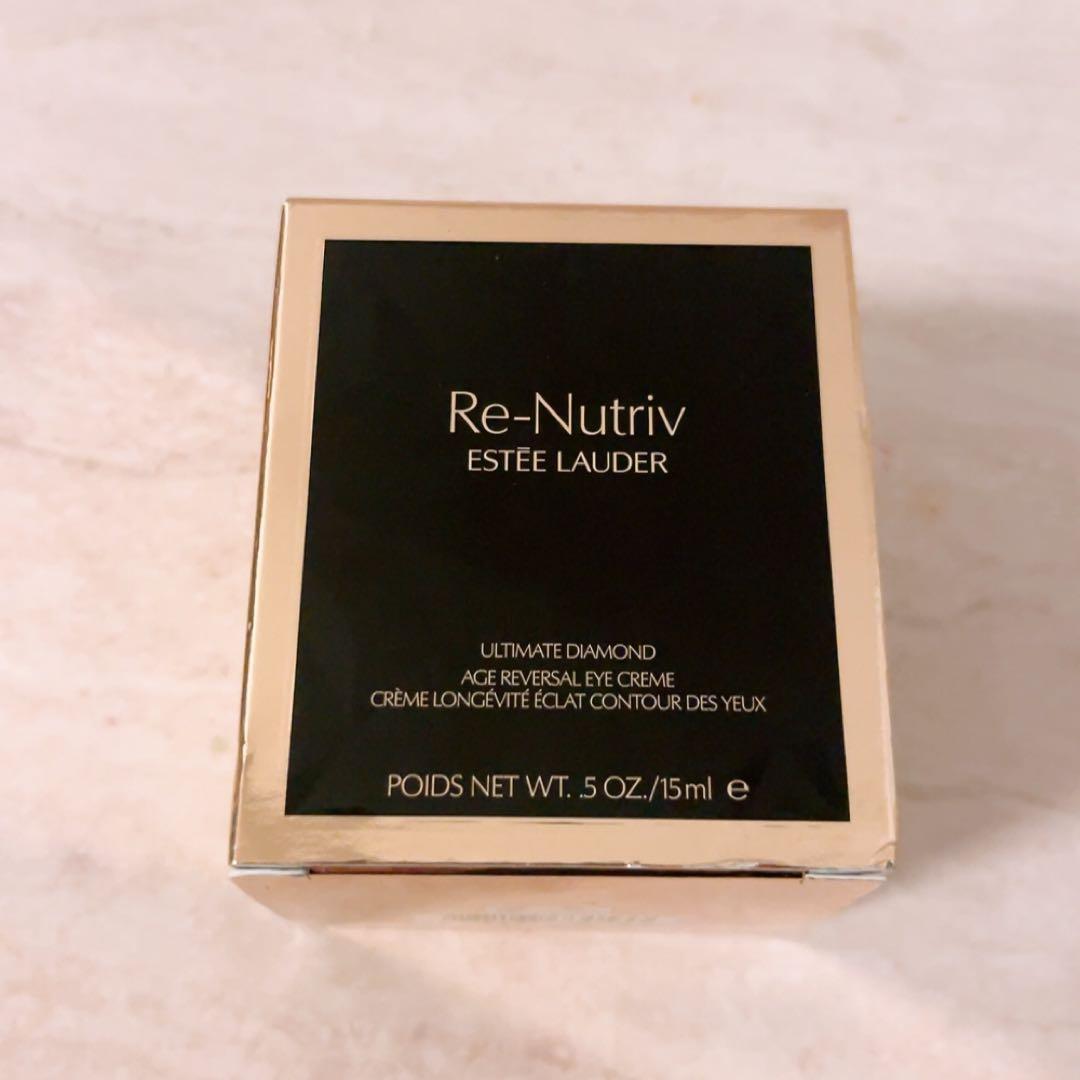 Re-Nutriv
ESTĒE LAUDER
ULTIMATE DIAMOND
AGE REVERSAL EYE CREME
CRÈME LONGÉVITÉ ÉCLAT CONTOUR DES YEUX
POIDS NET WT. .5 OZ./15ml e